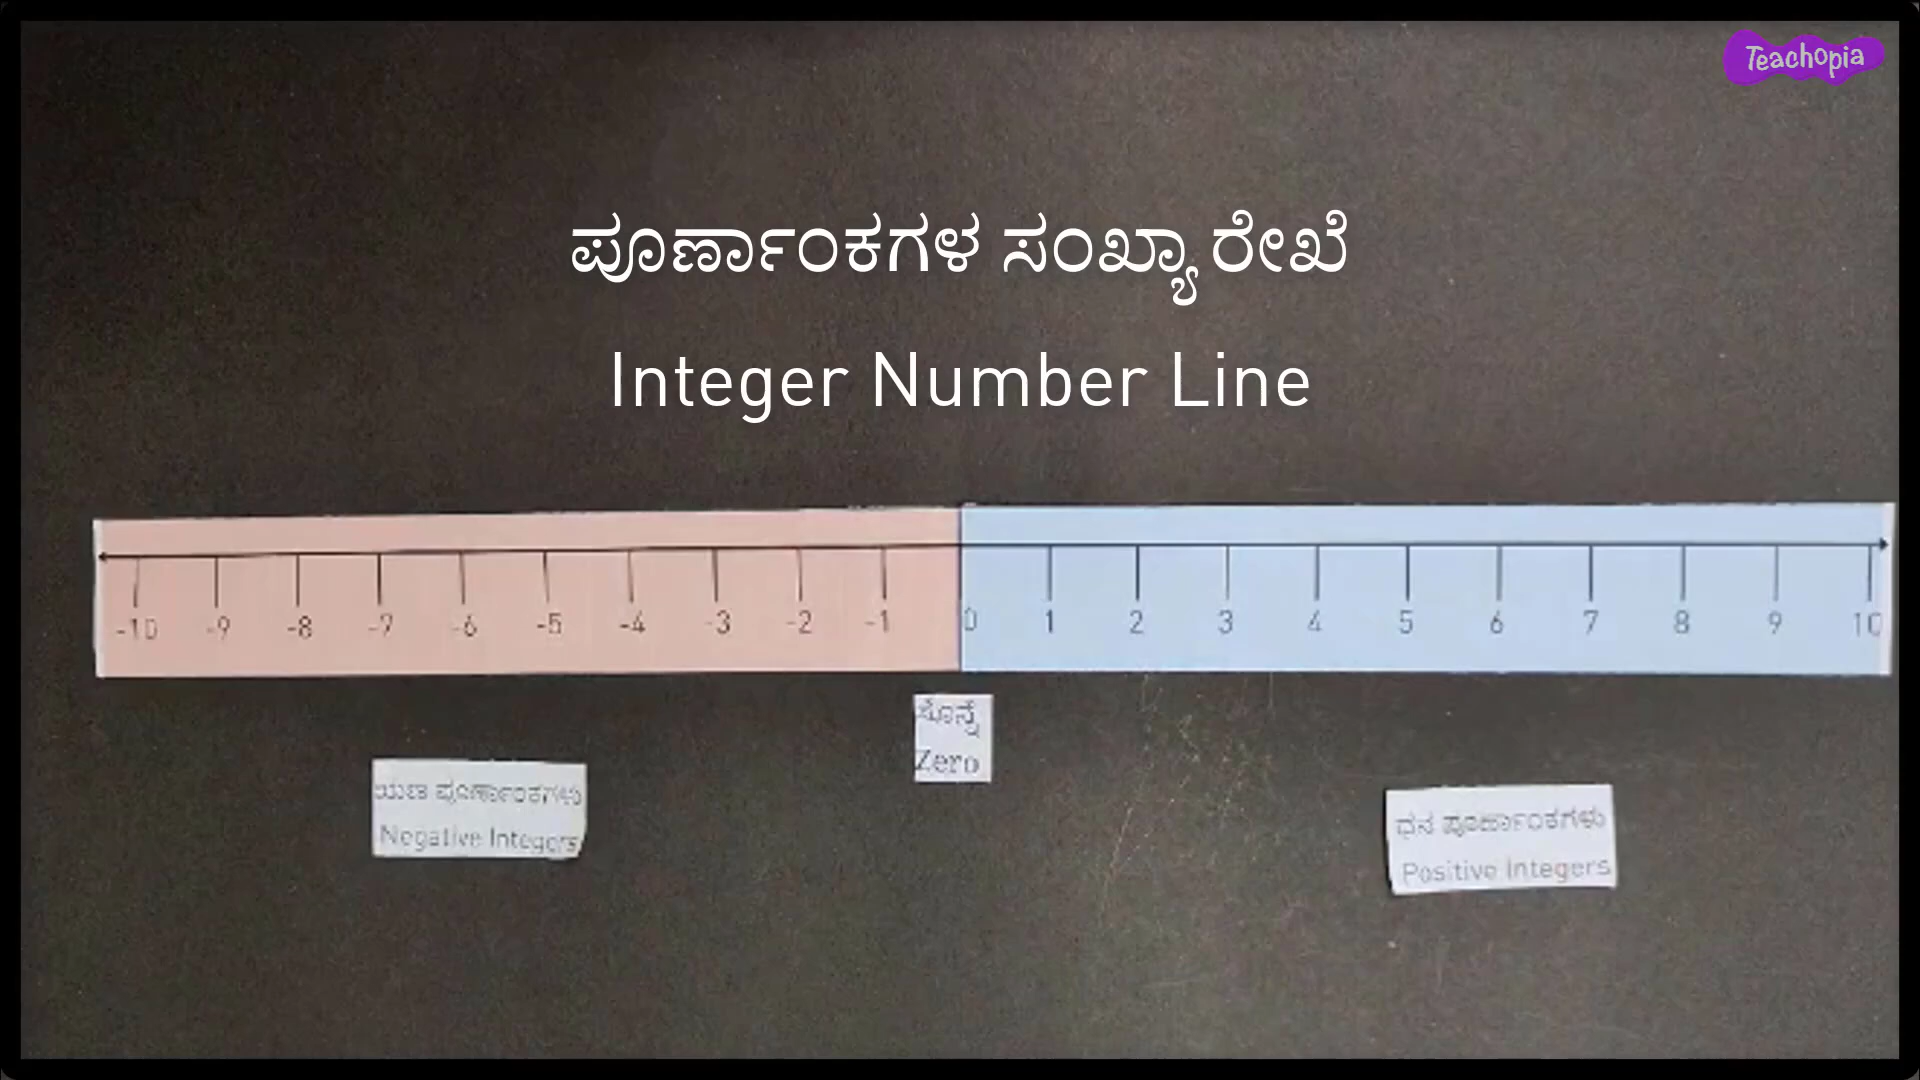 Teachopia
ಪೂರ್ಣಾಂಕಗಳ ಸಂಖ್ಯಾ ರೇಖೆ
Integer Number Line
-10 -9 -8 -7 -6 -5 -4 -3 -2 -1 0 1 2 3 4 5 6 7 8 9 10
ಸೊನ್ನೆ
Zero
ಋಣ ಪೂರ್ಣಾಂಕಗಳು
Negative Integers
ಧನ ಪೂರ್ಣಾಂಕಗಳು
Positive Integers